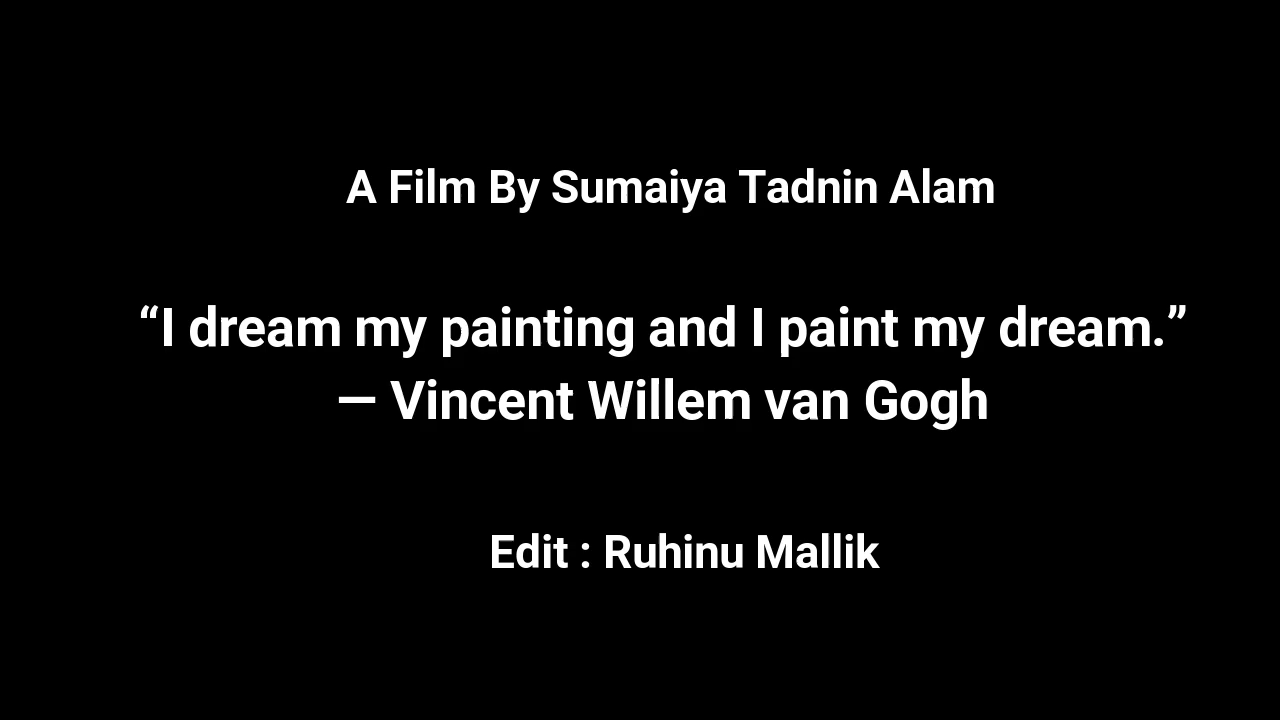 A Film By Sumaiya Tadnin Alam
“I dream my painting and I paint my dream.”
— Vincent Willem van Gogh
Edit : Ruhinu Mallik